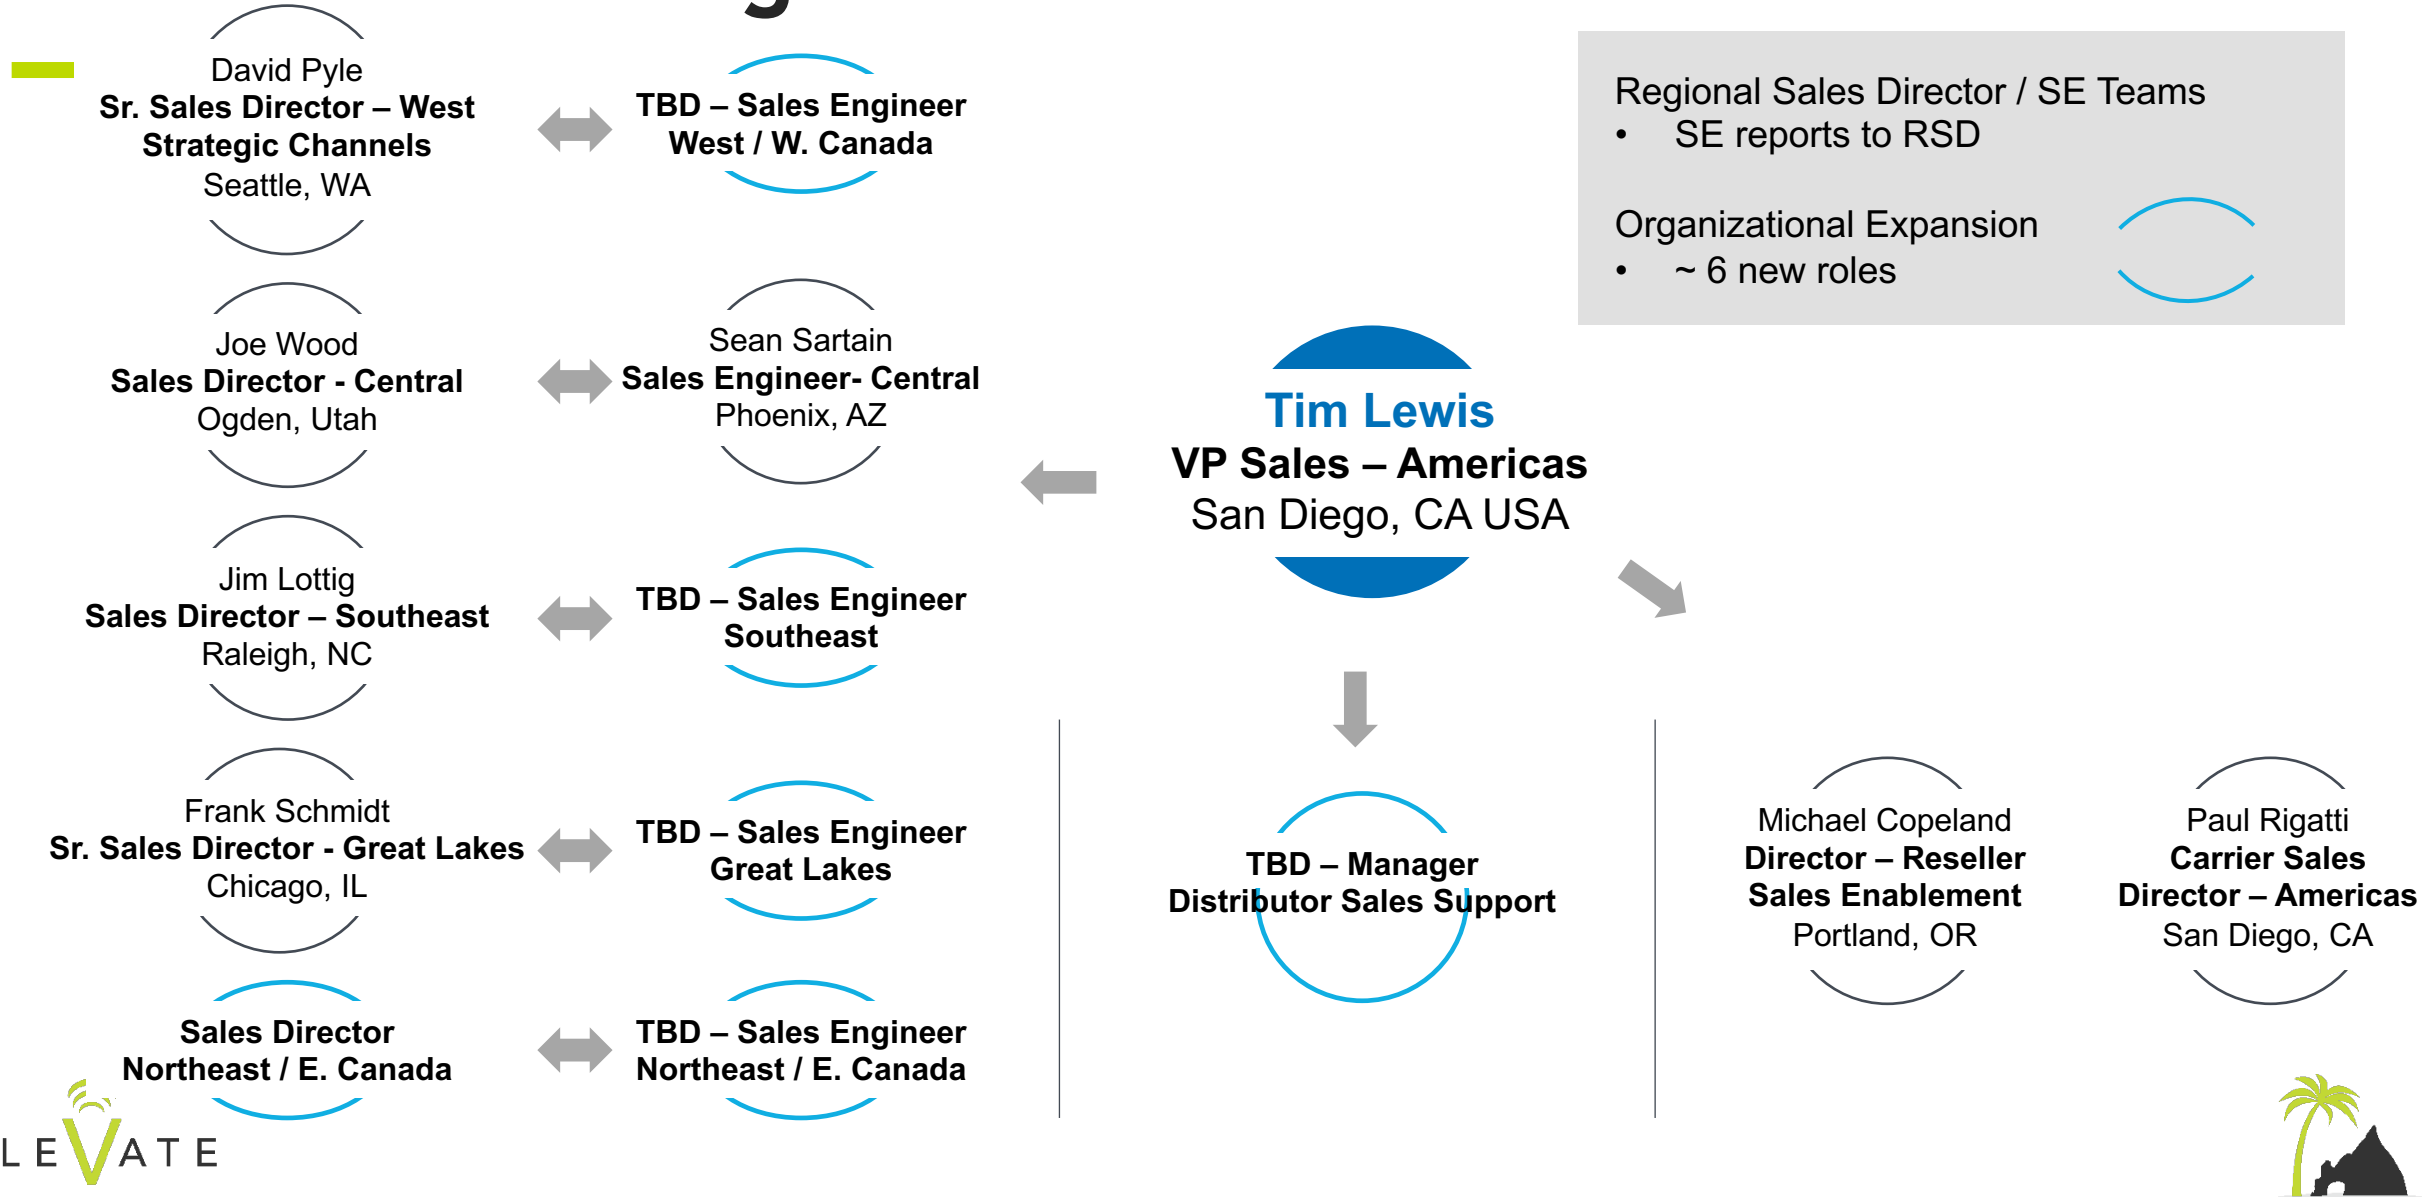 David Pyle
Sr. Sales Director – West
Strategic Channels
Seattle, WA
TBD – Sales Engineer
West / W. Canada
Regional Sales Director / SE Teams
• SE reports to RSD
Organizational Expansion
• ~ 6 new roles
Joe Wood
Sales Director - Central
Ogden, Utah
Sean Sartain
Sales Engineer- Central
Phoenix, AZ
Tim Lewis
VP Sales – Americas
San Diego, CA USA
Jim Lottig
Sales Director – Southeast
Raleigh, NC
TBD – Sales Engineer
Southeast
Frank Schmidt
Sr. Sales Director - Great Lakes
Chicago, IL
TBD – Sales Engineer
Great Lakes
TBD – Manager
Distributor Sales Support
Michael Copeland
Director – Reseller
Sales Enablement
Portland, OR
Paul Rigatti
Carrier Sales
Director – Americas
San Diego, CA
Sales Director
Northeast / E. Canada
TBD – Sales Engineer
Northeast / E. Canada
LEVATE